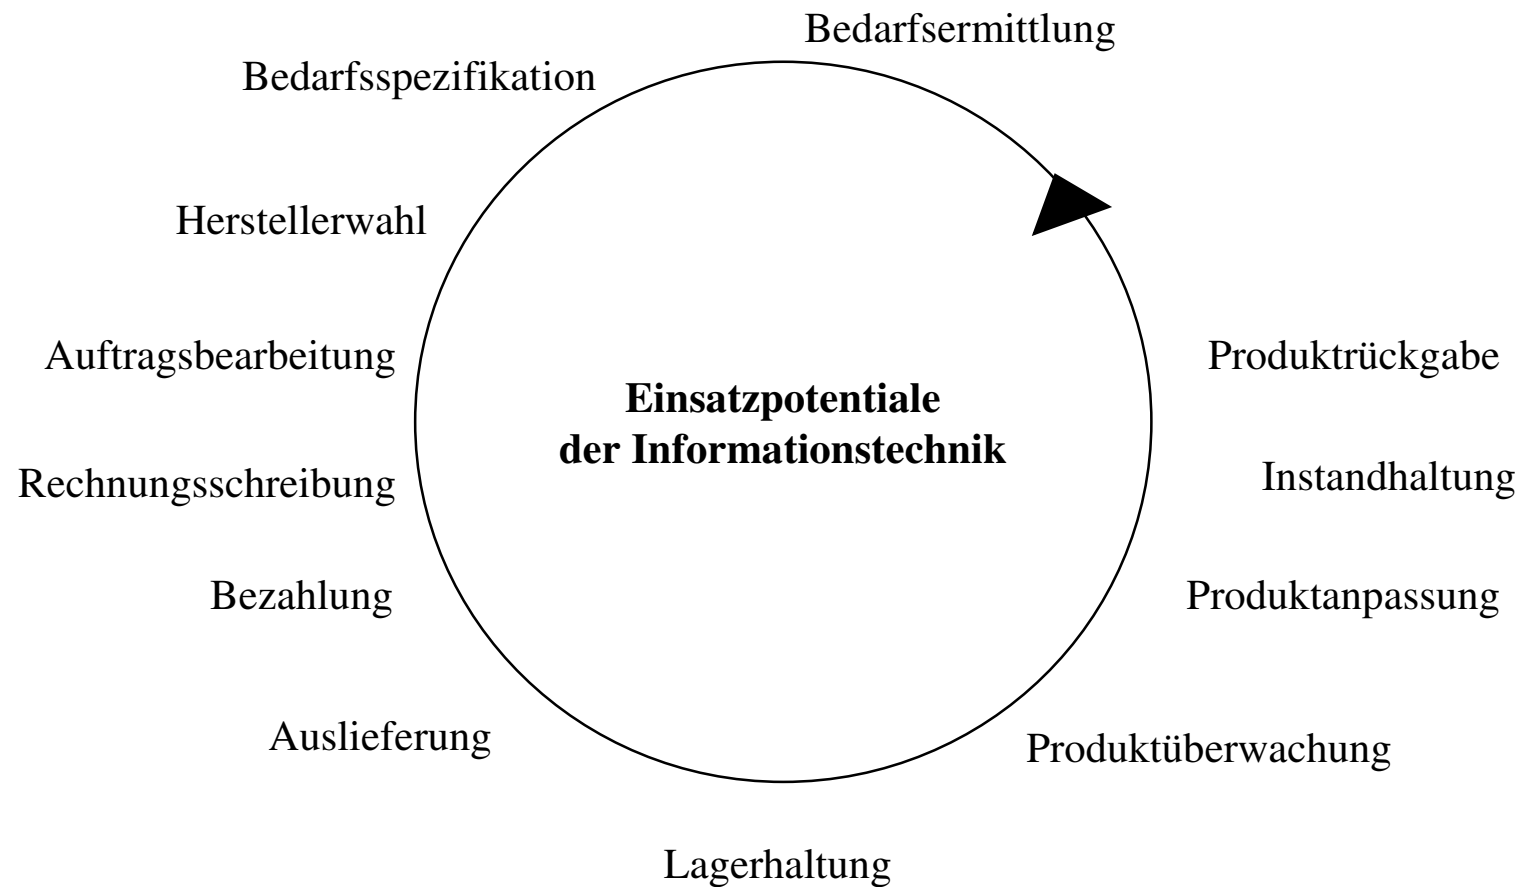 Bedarfsermittlung
Bedarfsspezifikation
Herstellerwahl
Auftragsbearbeitung
Rechnungsschreibung
Bezahlung
Auslieferung
Lagerhaltung
Produktüberwachung
Produktanpassung
Instandhaltung
Produktrückgabe
Einsatzpotentiale
der Informationstechnik